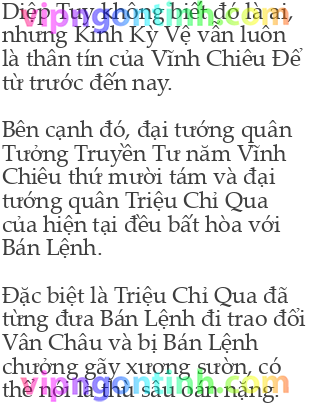 Diệp Tuy không biết đó là ai,
nhưng Kinh Kỳ Vệ vẫn luôn
là thân tín của Vĩnh Chiêu Đế
từ trước đến nay.
Bên cạnh đó, đại tướng quân
Tưởng Truyền Tư năm Vĩnh
Chiêu thứ mười tám và đại
tướng quân Triệu Chỉ Qua
của hiện tại đều bất hòa với
Bán Lệnh.
Đặc biệt là Triệu Chỉ Qua đã
từng đưa Bán Lệnh đi trao đổi
Vân Châu và bị Bán Lệnh
chưởng gãy xương sườn, có
thể nói là thù sâu oán nặng.
vipngontinh.com
vipngontinh.com